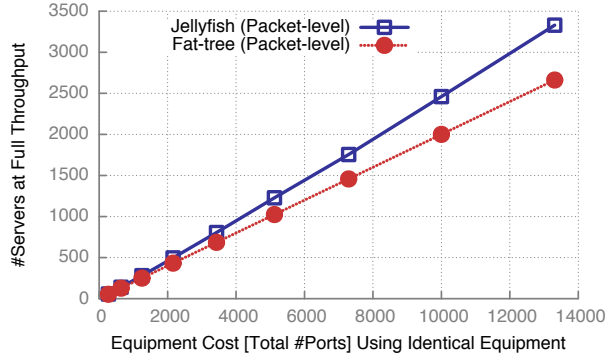 Jellyfish (Packet-level)
Fat-tree (Packet-level)
#Servers at Full Throughput
3500
3000
2500
2000
1500
1000
500
0
0 2000 4000 6000 8000 10000 12000 14000
Equipment Cost [Total #Ports] Using Identical Equipment